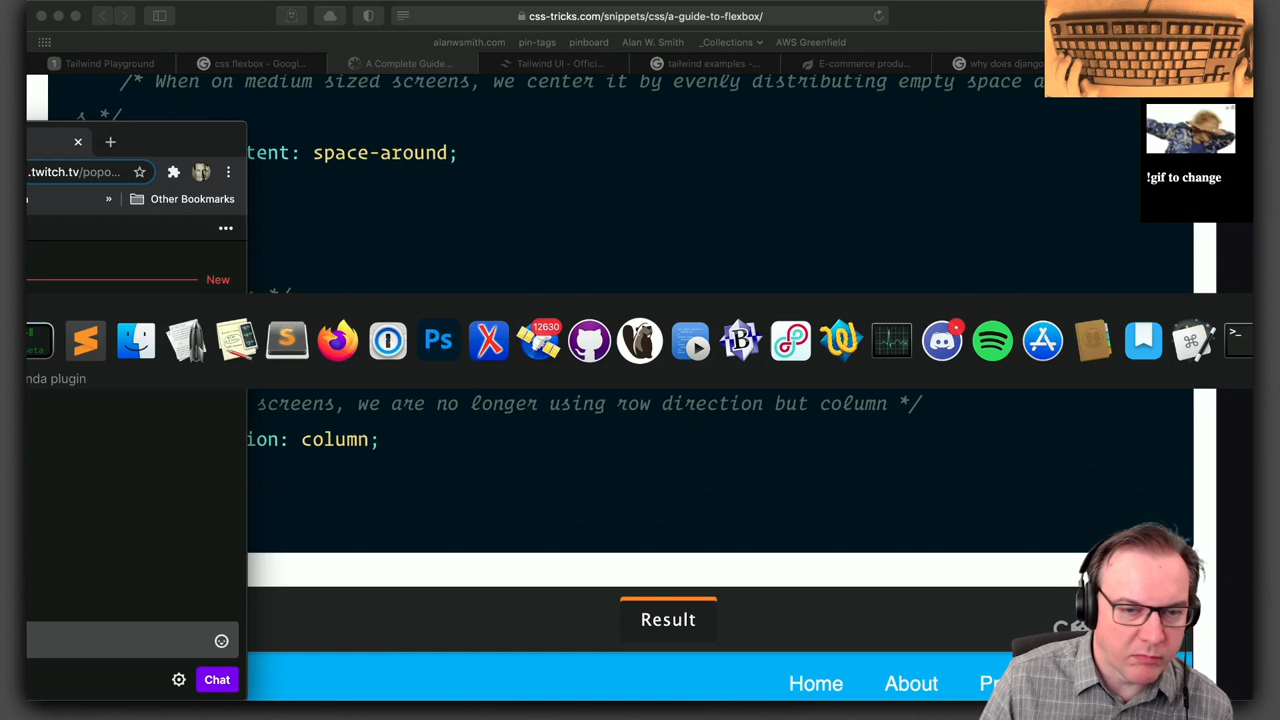 css-tricks.com/snippets/css/a-guide-to-flexbox/
alanwsmith.com pin-tags pinboard Alan W. Smith _Collections AWS Greenfield
1 Tailwind Playground
css flexbox - Googl...
A Complete Guide...
Tailwind UI - Offici...
tailwind examples -...
E-commerce produ...
why does django
/* When on medium sized screens, we center it by evenly distributing empty space a
s */
tent: space-around;
.twitch.tv/popo...
» Other Bookmarks
New
*/
beta
Ps
12630
B
>_
nda plugin
screens, we are no longer using row direction but column */
ion: column;
Result
Chat
Home About Pr
!gif to change